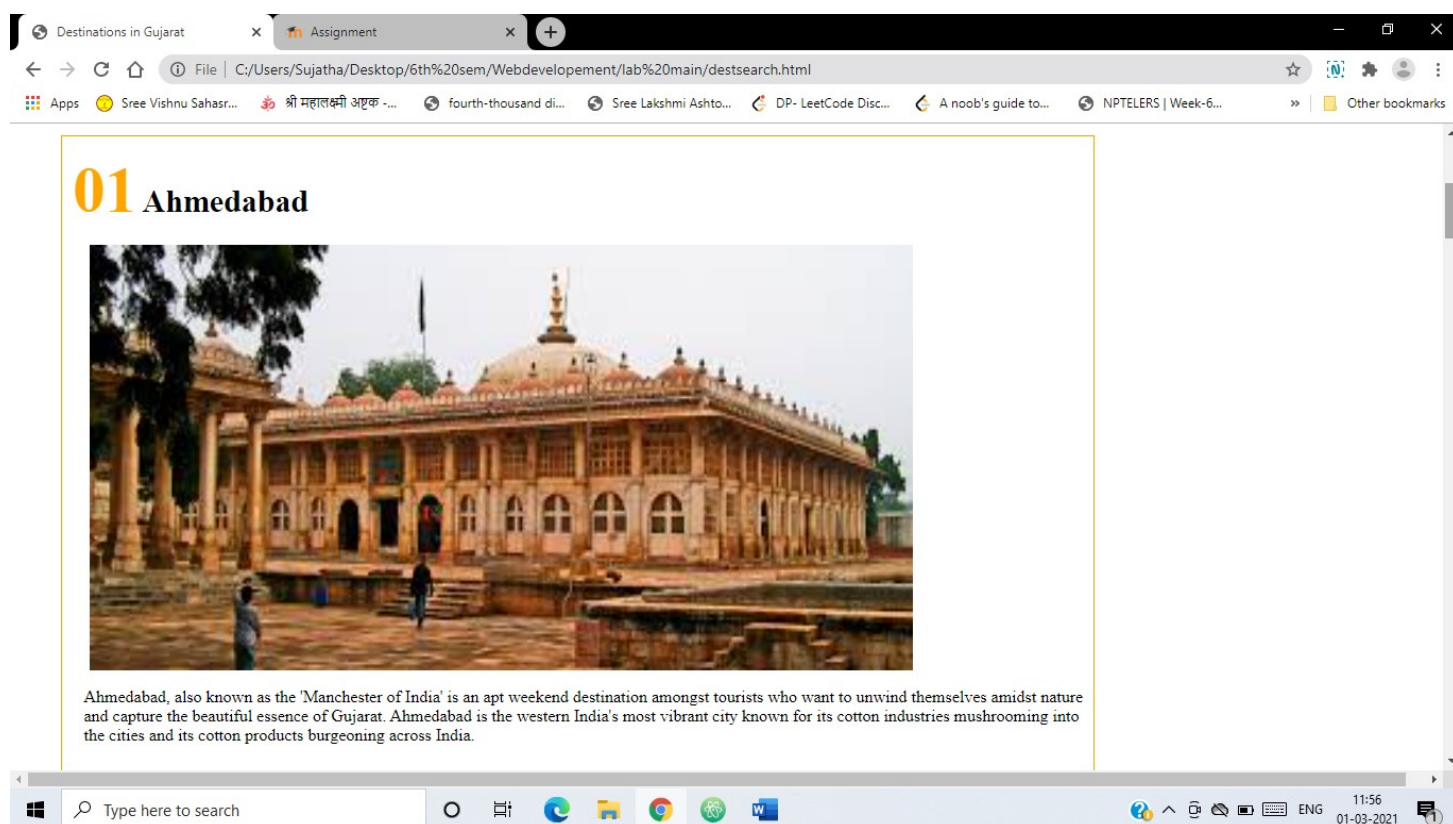 Destinations in Gujarat
Assignment
File | C:/Users/Sujatha/Desktop/6th%20sem/Webdevelopement/lab%20main/destsearch.html
Apps Sree Vishnu Sahasr... श्री महालक्ष्मी अष्टक -... fourth-thousand di... Sree Lakshmi Ashto... DP- LeetCode Disc... A noob's guide to... NPTELERS | Week-6... » Other bookmarks
01 Ahmedabad
Ahmedabad, also known as the 'Manchester of India' is an apt weekend destination amongst tourists who want to unwind themselves amidst nature
and capture the beautiful essence of Gujarat. Ahmedabad is the western India's most vibrant city known for its cotton industries mushrooming into
the cities and its cotton products burgeoning across India.
Type here to search
ENG
11:56
01-03-2021